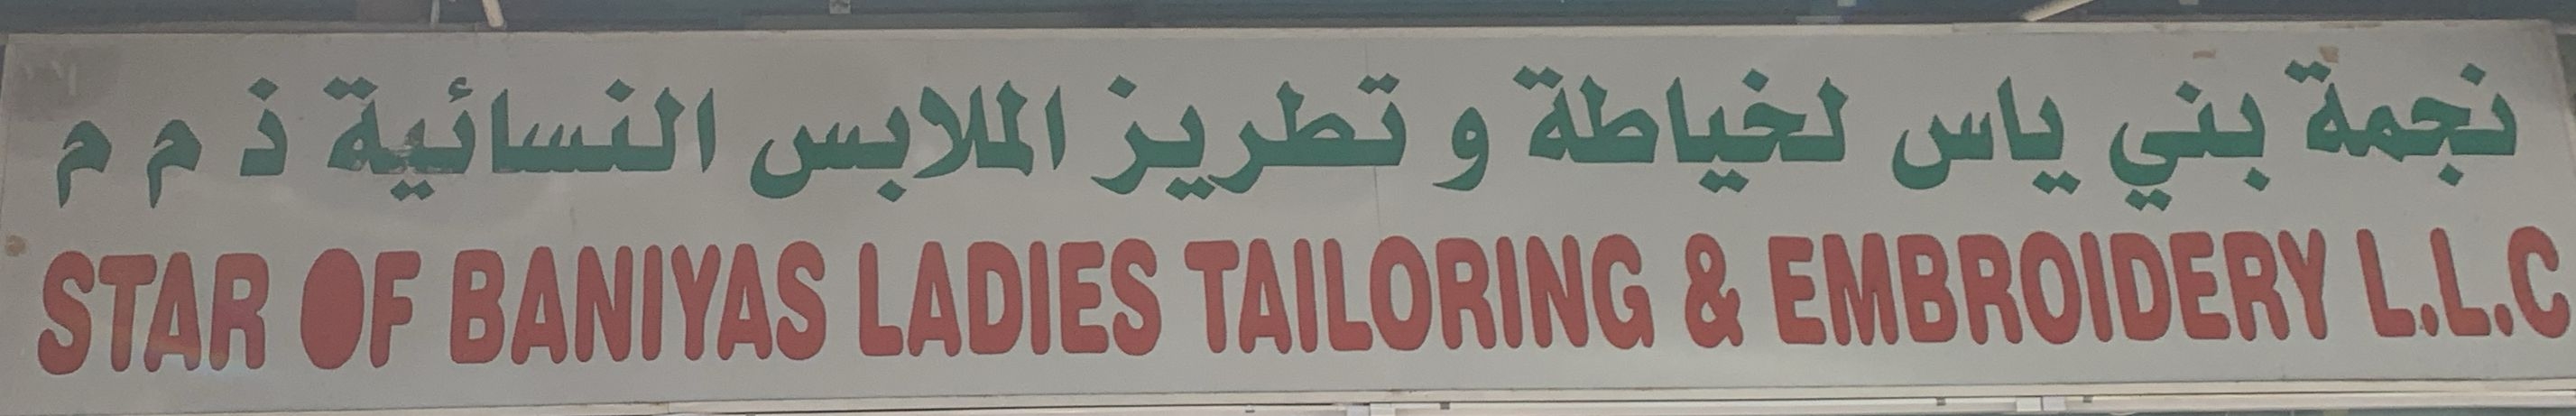 نجمة بني ياس لخياطة و تطريز الملابس النسائية ذ م م
STAR OF BANIYAS LADIES TAILORING & EMBROIDERY L.L.C